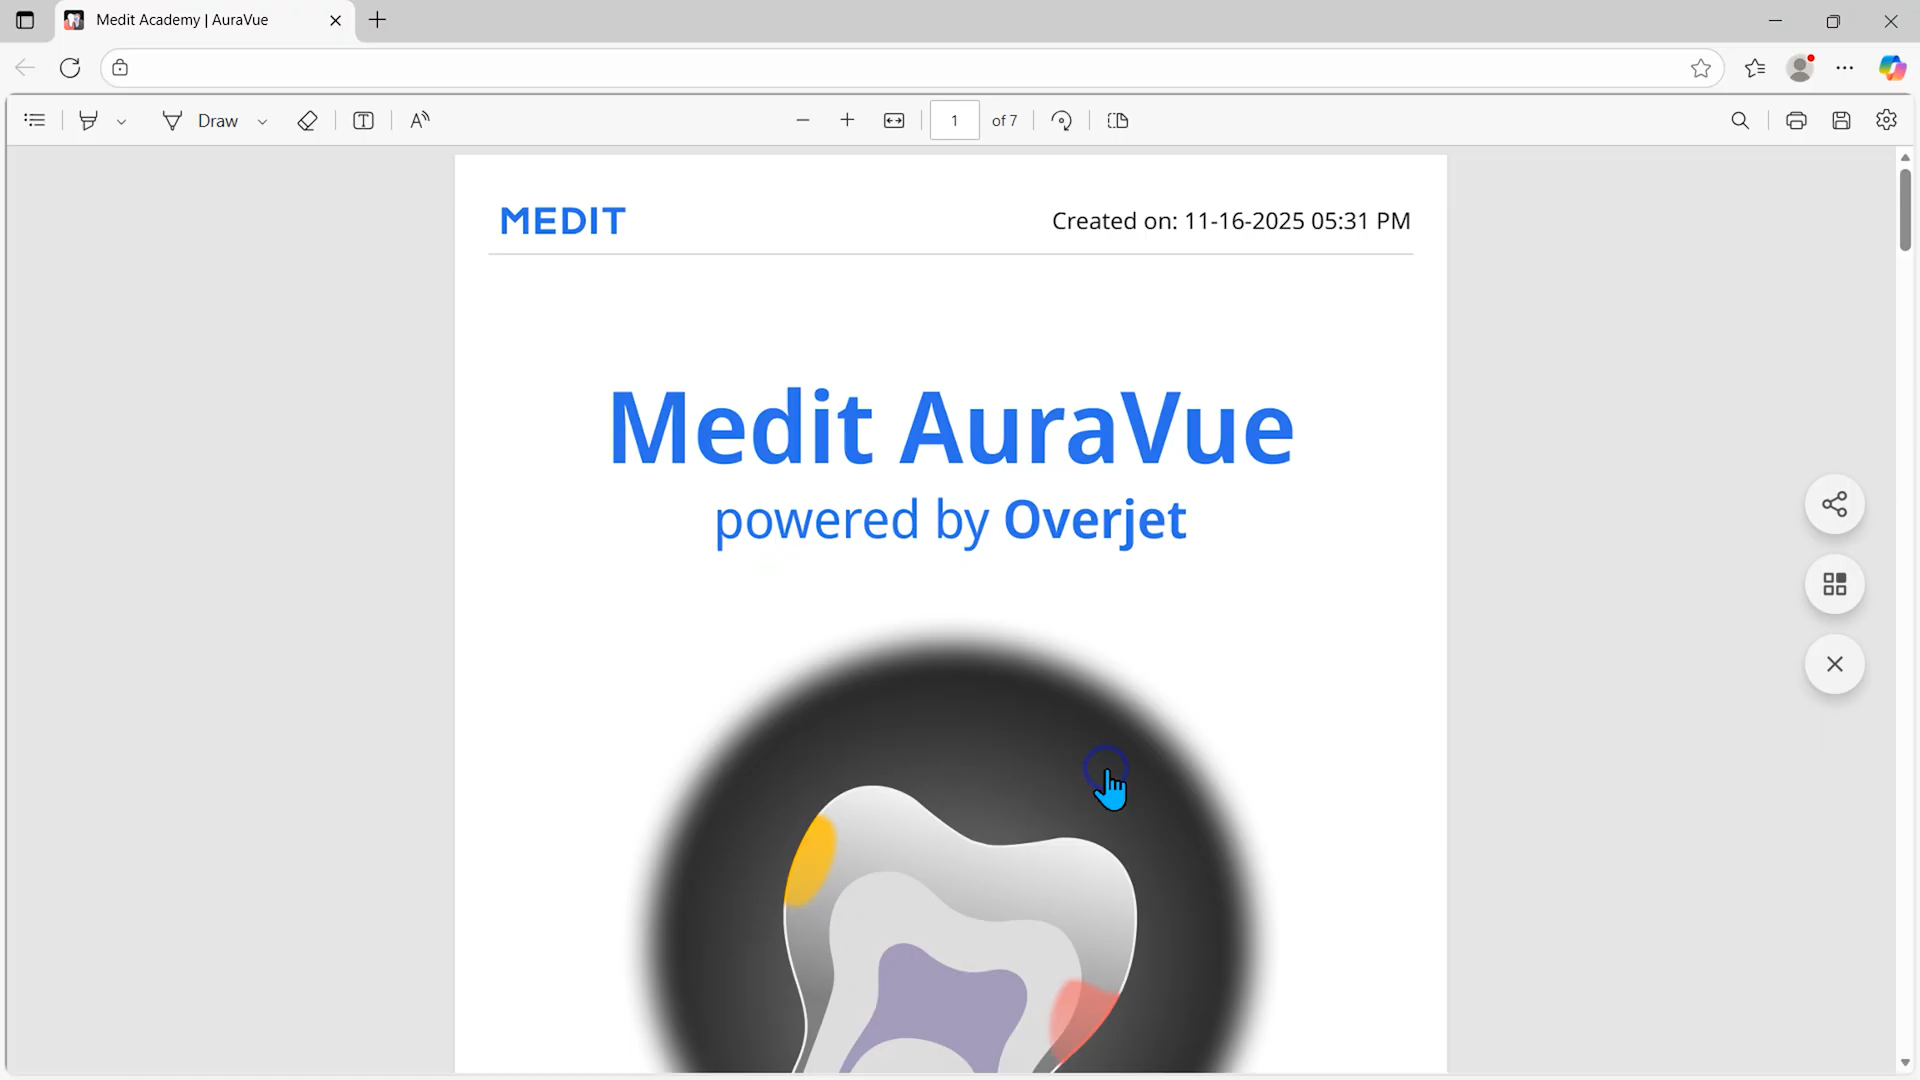 Medit Academy | AuraVue
Draw
1 of 7
MEDIT
Created on: 11-16-2025 05:31 PM
Medit AuraVue
powered by Overjet